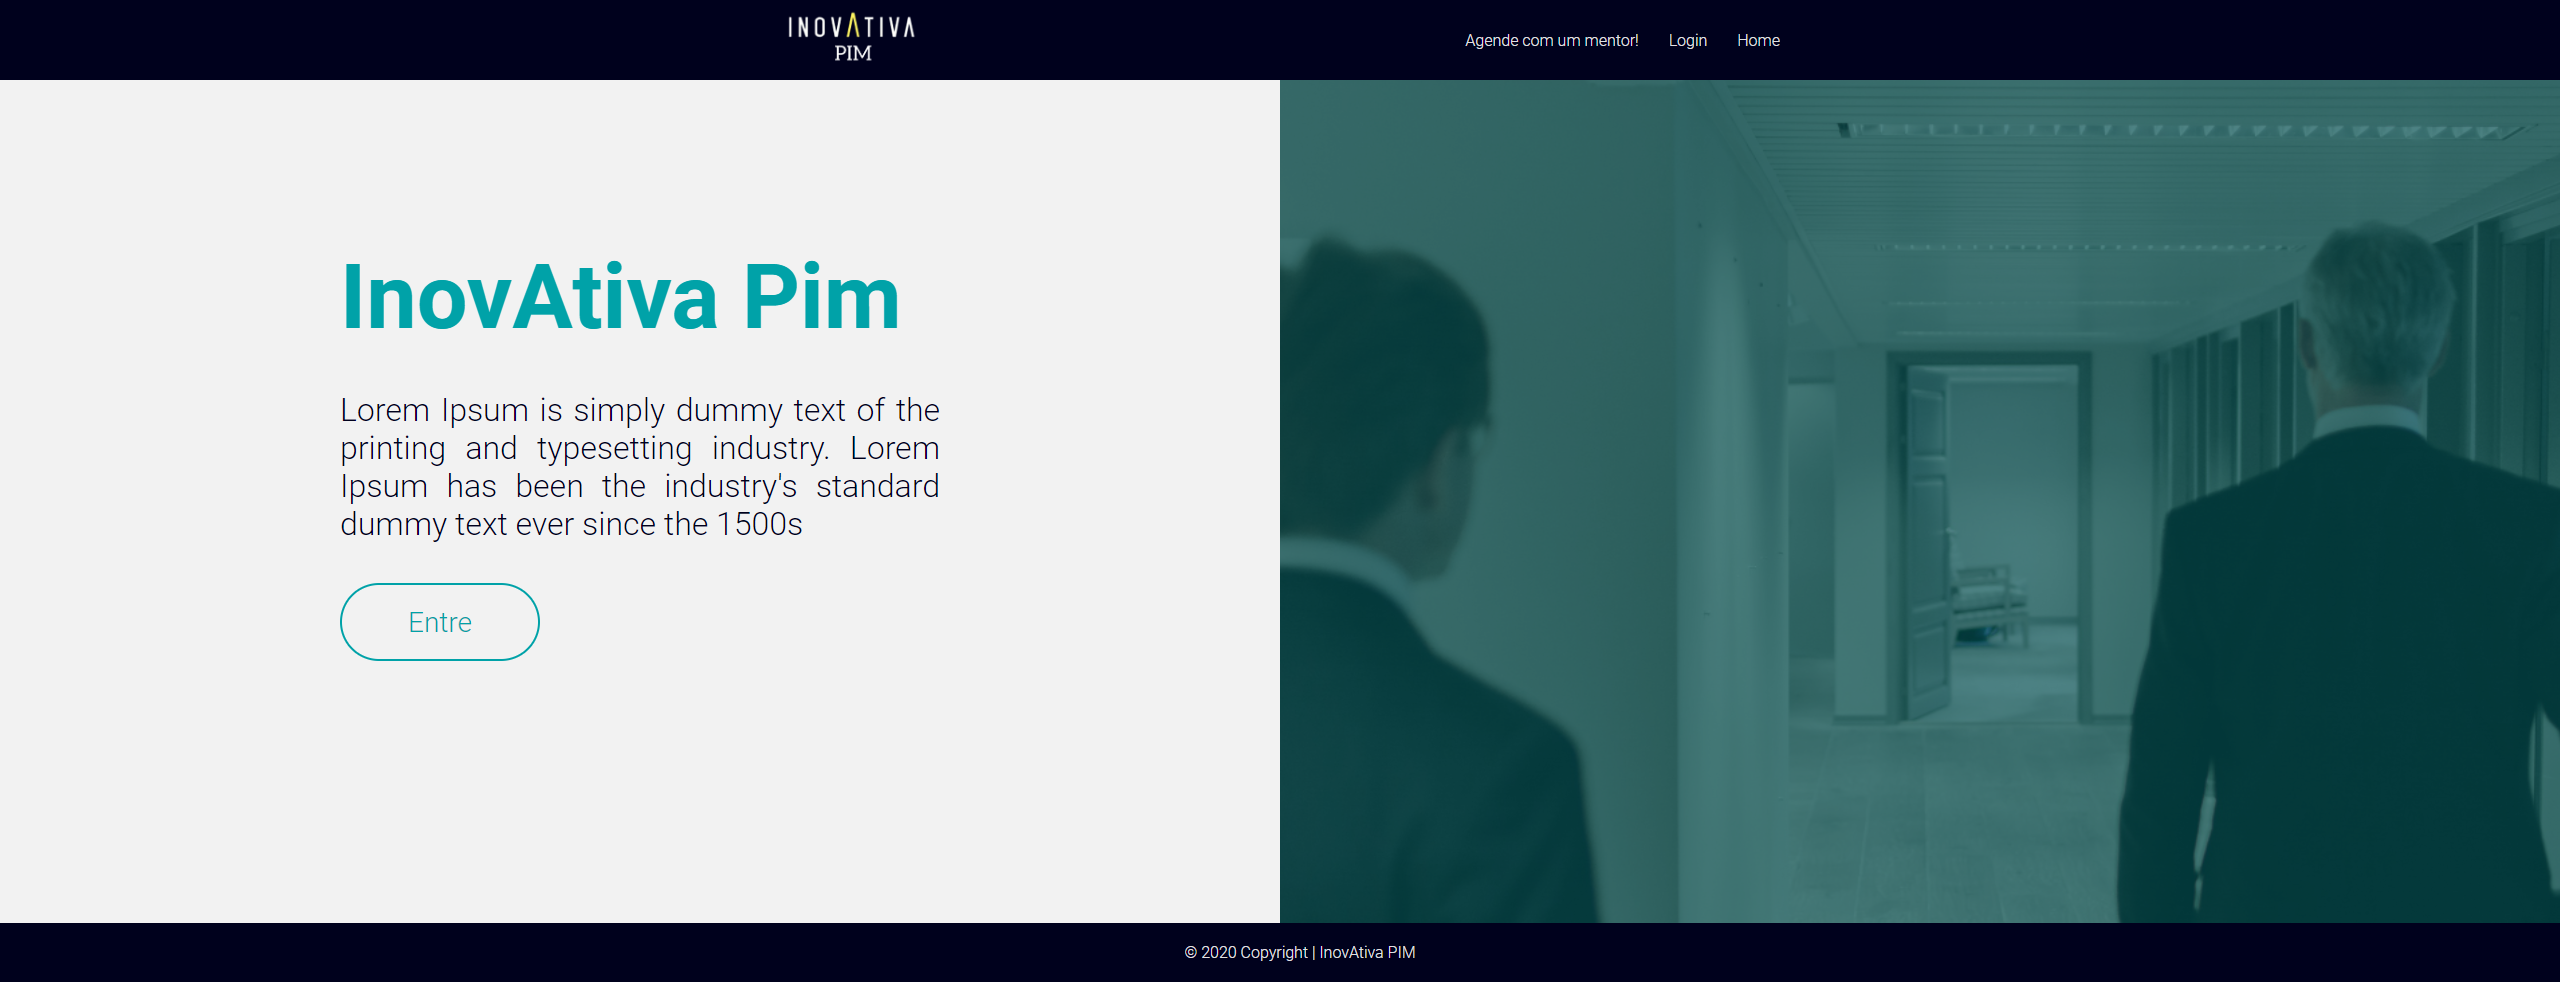 INOVATIVA
PIM
Agende com um mentor!
Login
Home
InovAtiva Pim
Lorem Ipsum is simply dummy text of the
printing and typesetting industry. Lorem
Ipsum has been the industry's standard
dummy text ever since the 1500s
Entre
© 2020 Copyright | InovAtiva PIM